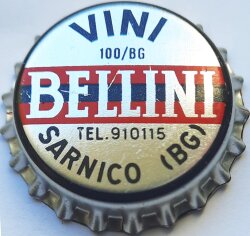 VINI
100/BG
BELLINI
TEL.910115
SARNICO (BG)